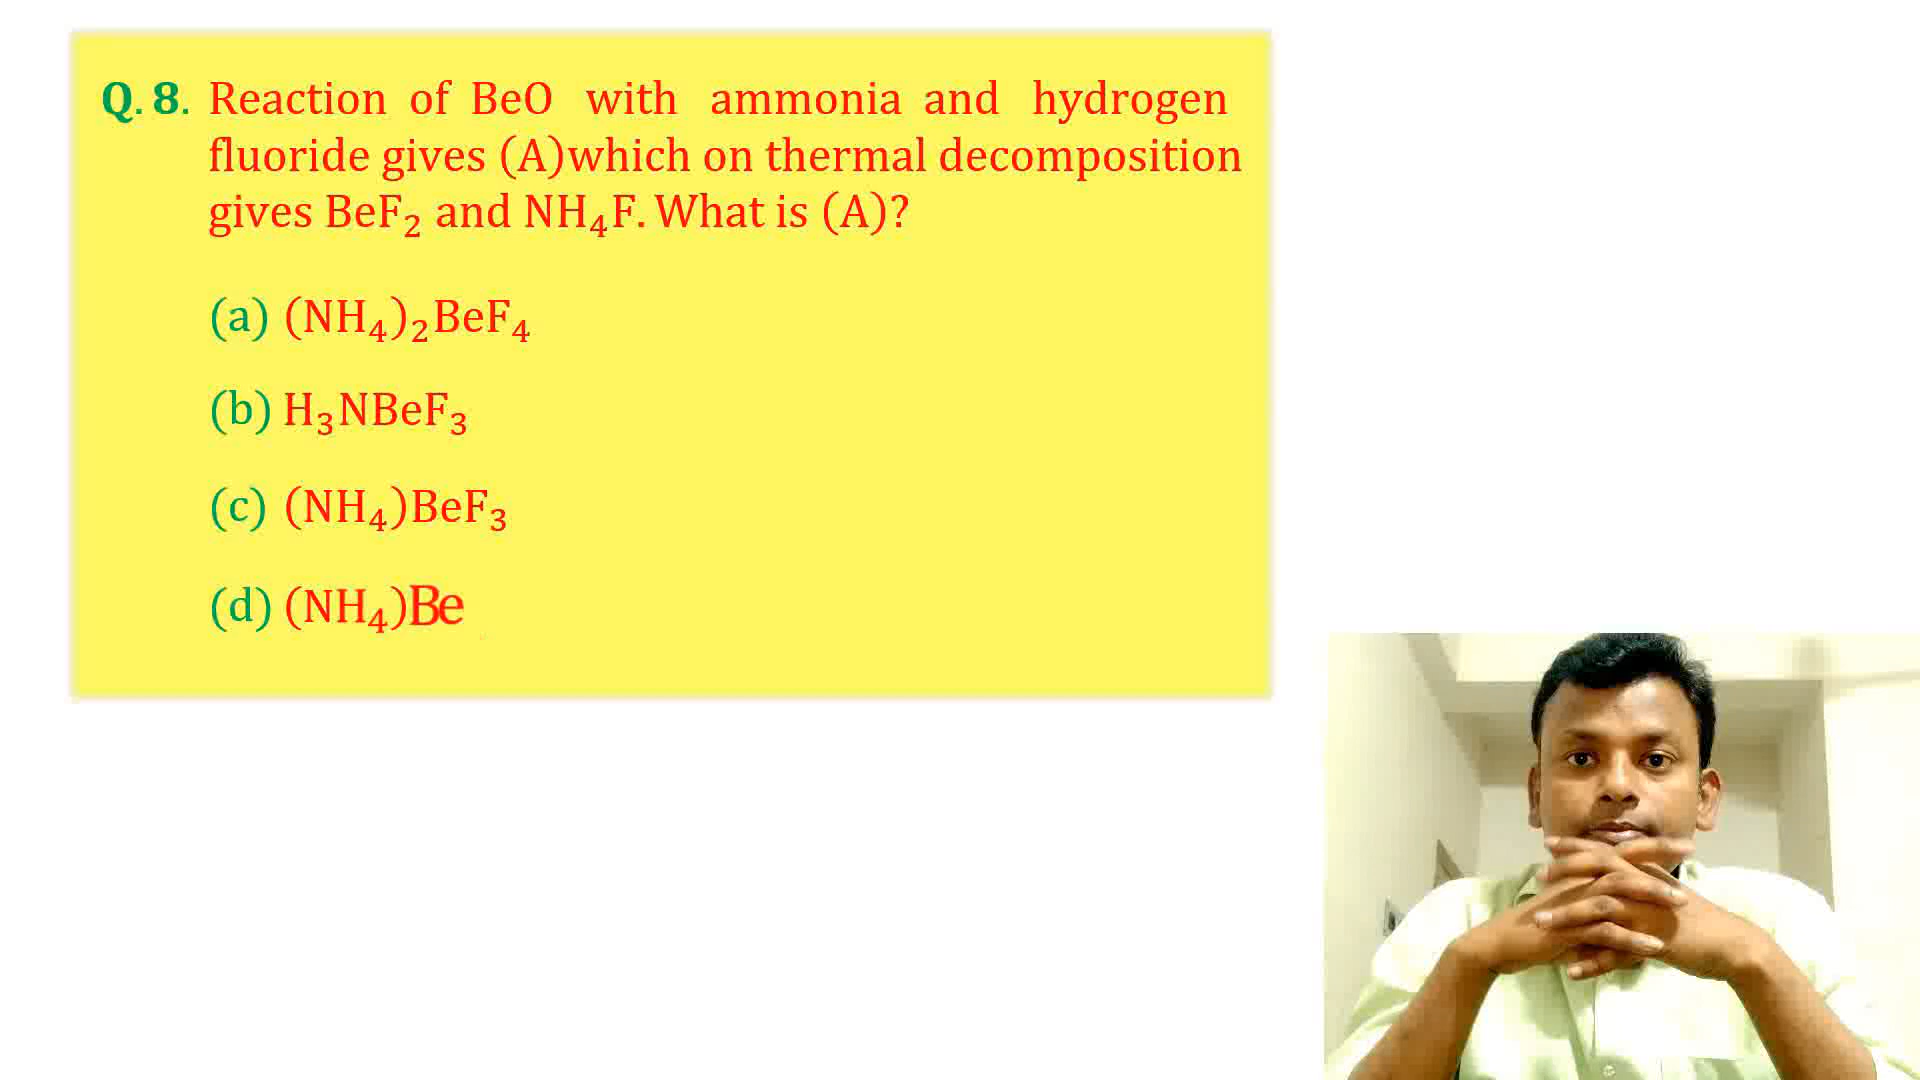 Q. 8. Reaction of BeO with ammonia and hydrogen
fluoride gives (A)which on thermal decomposition
gives BeF₂ and NH₄F. What is (A)?
(a) (NH₄)₂BeF₄
(b) H₃NBeF₃
(c) (NH₄)BeF₃
(d) (NH₄)Be